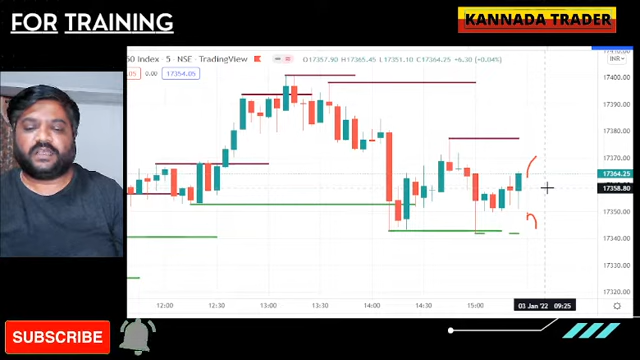 FOR TRAINING
KANNADA TRADER
50 Index · 5 · NSE · TradingView
O17357.90 H17365.45 L17351.10 C17364.25 +6.30 (+0.04%)
INR
0.00
17354.05
17400.00
17390.00
17380.00
17370.00
17364.25
17358.80
17350.00
17340.00
17330.00
17320.00
12:00
12:30
13:00
13:30
14:00
14:30
15:00
03 Jan '22 09:25
SUBSCRIBE